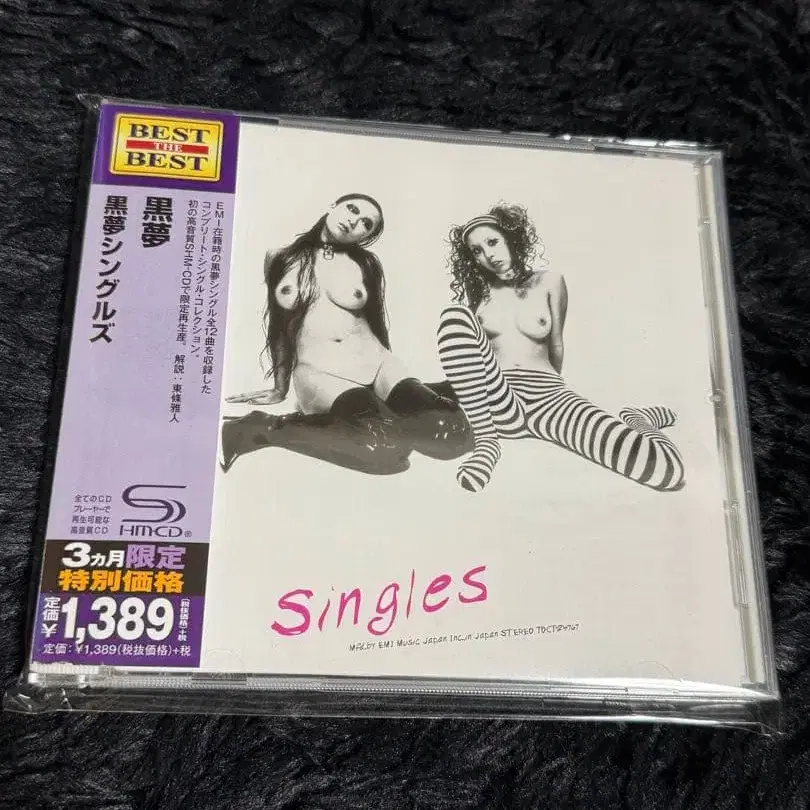 BEST
THE
BEST
黒夢
黒夢シングルズ
EMI在籍時の黒夢シングル全12曲を収録した
コンプリート・シングル・コレクション。
初の高音質SHM-CDで限定再生産。 解説:東條雅人
全てのCD
プレーヤーで
再生可能な
高音質CD
SHM-CD®
3ヵ月限定
特別価格
定価¥1,389(税抜価格)+税
定価:¥1,389(税抜価格)+税
singles
Mfd.by EMI Music Japan Inc.,in Japan STEREO TOCT24767